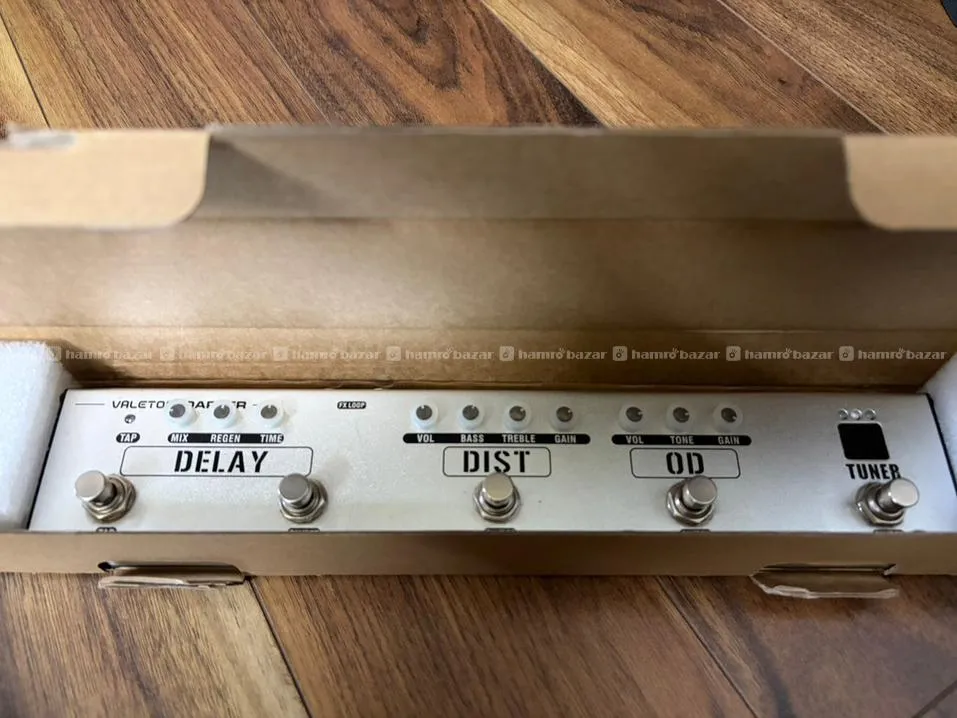 hamrobazar hamrobazar hamrobazar hamrobazar hamrobazar hamrobazar hamrobazar hamrobazar
FX LOOP
TAP MIX REGEN TIME VOL BASS TREBLE GAIN VOL TONE GAIN
DELAY DIST OD TUNER